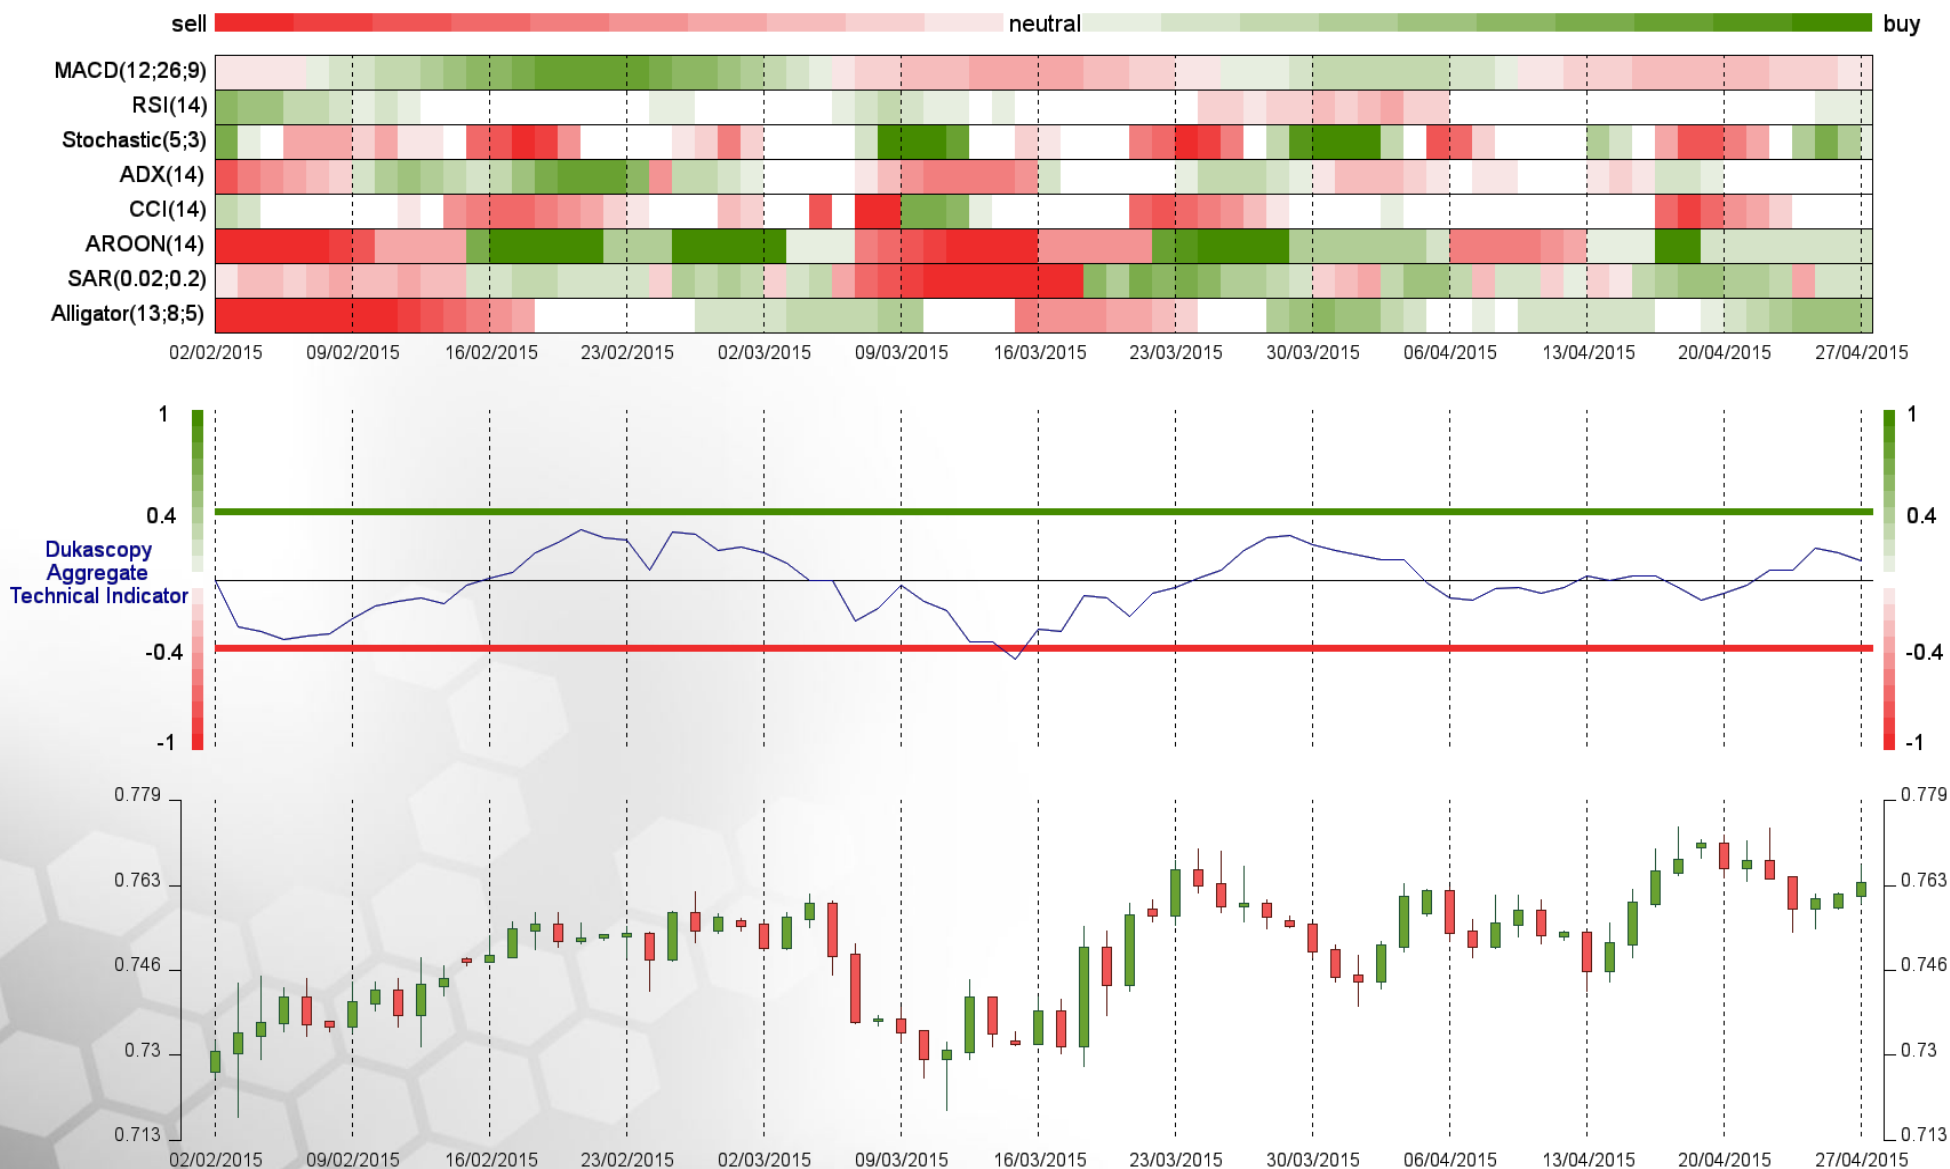 sell neutral buy
MACD(12;26;9)
RSI(14)
Stochastic(5;3)
ADX(14)
CCI(14)
AROON(14)
SAR(0.02;0.2)
Alligator(13;8;5)
02/02/2015 09/02/2015 16/02/2015 23/02/2015 02/03/2015 09/03/2015 16/03/2015 23/03/2015 30/03/2015 06/04/2015 13/04/2015 20/04/2015 27/04/2015
1 1
0.4 0.4
Dukascopy
Aggregate
Technical Indicator
-0.4 -0.4
-1 -1
0.779 0.779
0.763 0.763
0.746 0.746
0.73 0.73
0.713 0.713
02/02/2015 09/02/2015 16/02/2015 23/02/2015 02/03/2015 09/03/2015 16/03/2015 23/03/2015 30/03/2015 06/04/2015 13/04/2015 20/04/2015 27/04/2015